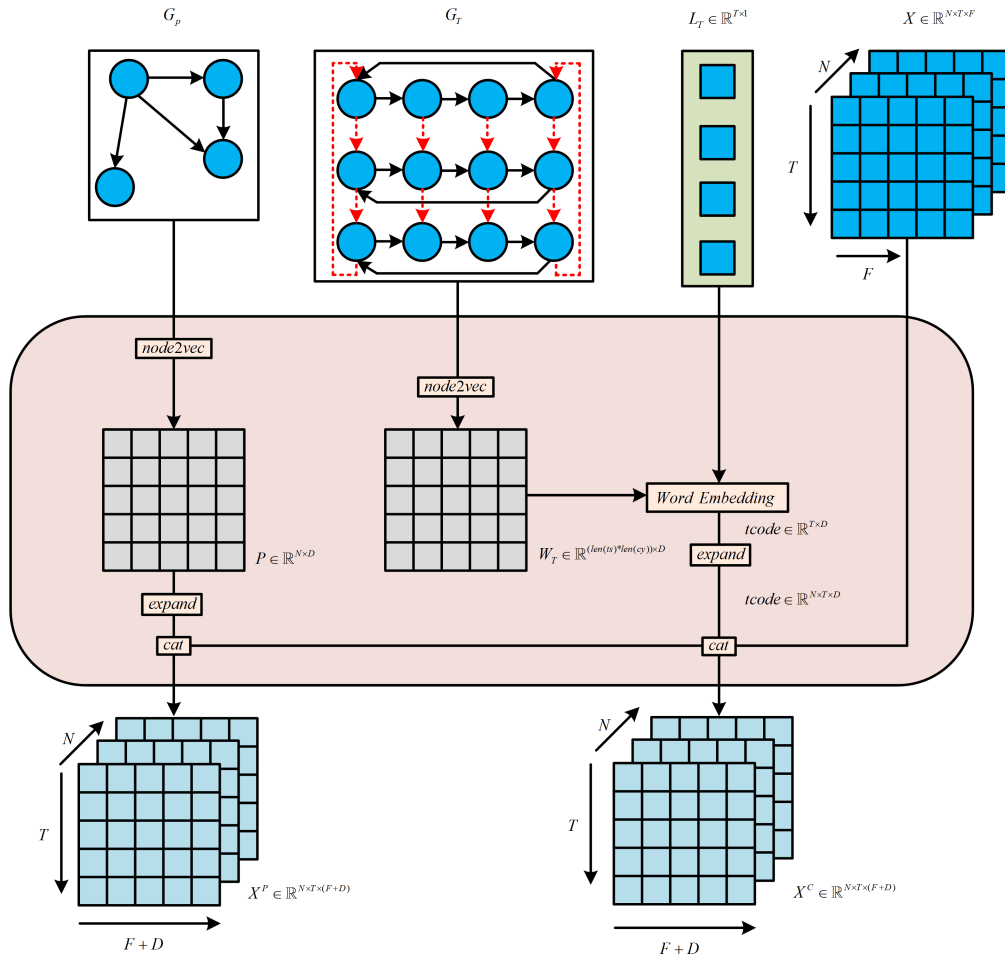 G_p
G_T
L_T ∈ ℝ^{T×1}
X ∈ ℝ^{N×T×F}
N
T
F
node2vec
node2vec
Word Embedding
tcode ∈ ℝ^{T×D}
P ∈ ℝ^{N×D}
W_T ∈ ℝ^{(len(ts)*len(cy))×D}
expand
tcode ∈ ℝ^{N×T×D}
expand
cat
cat
N
T
X^P ∈ ℝ^{N×T×(F+D)}
F + D
N
T
X^C ∈ ℝ^{N×T×(F+D)}
F + D